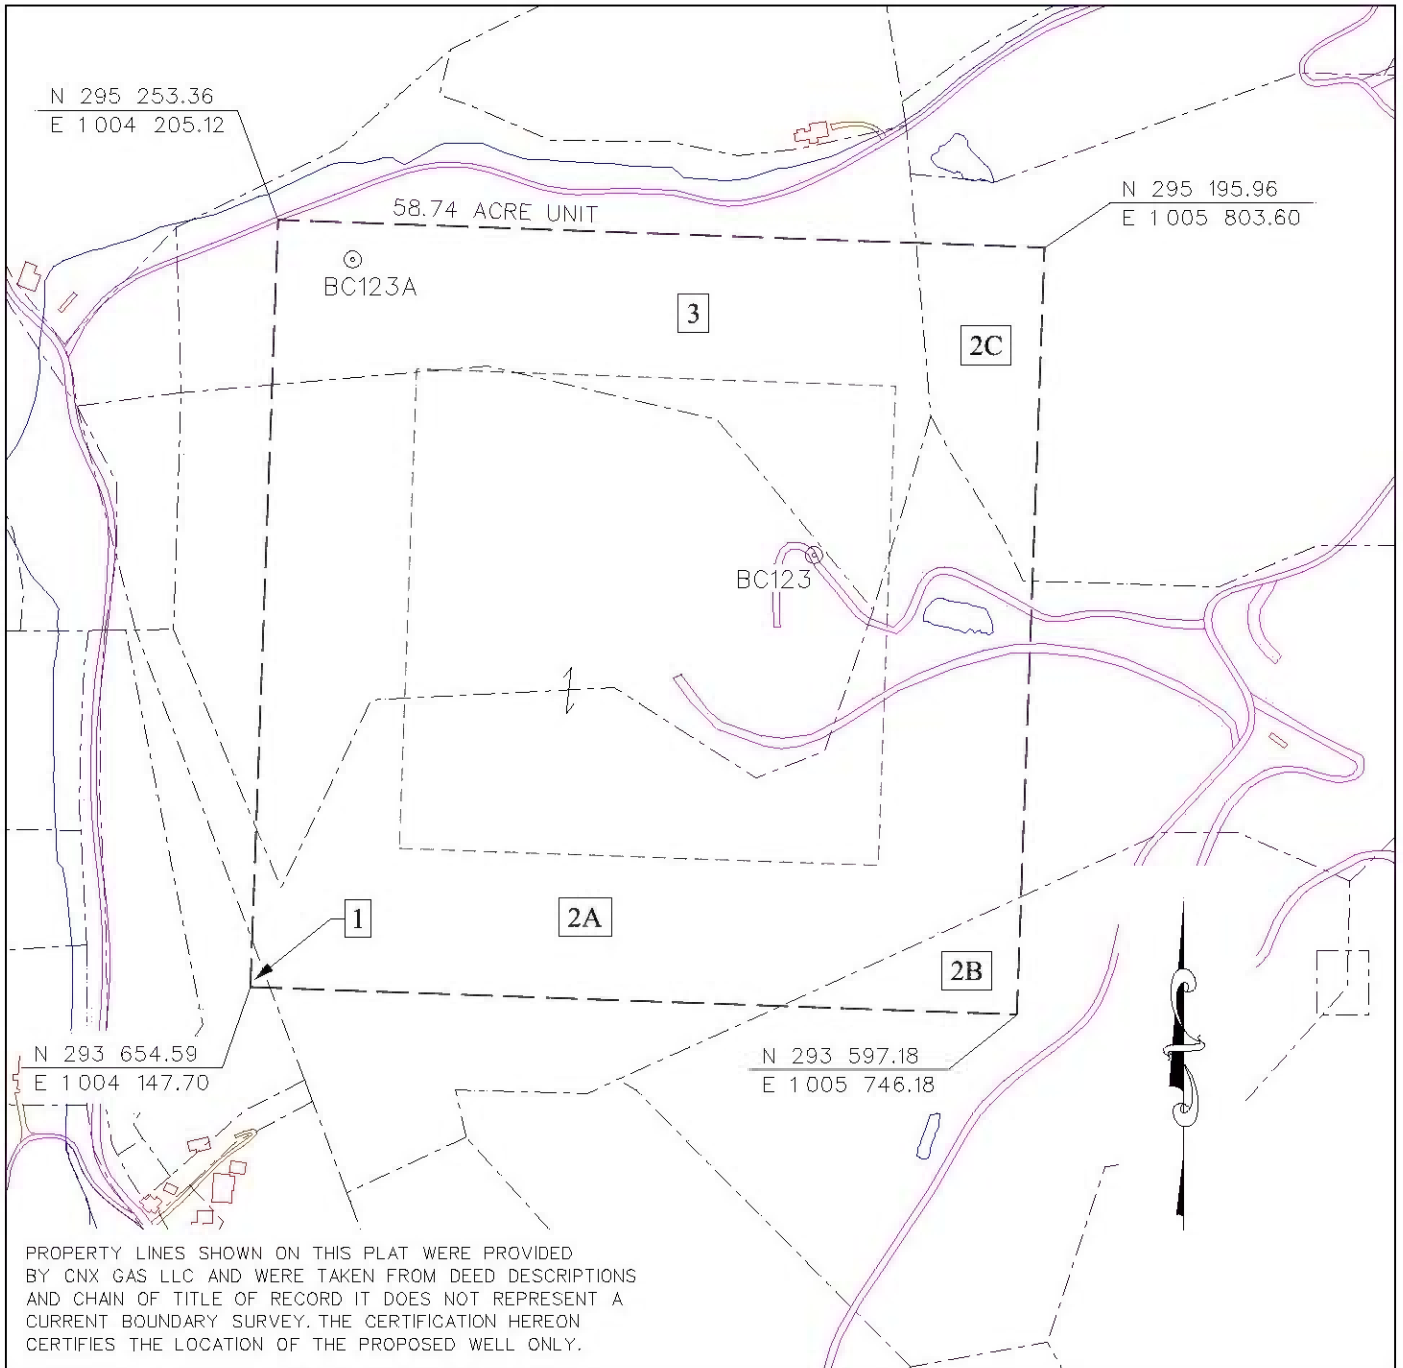 N 295 253.36
E 1 004 205.12
N 295 195.96
E 1 005 803.60
58.74 ACRE UNIT
BC123A
3
2C
BC123
1
2A
2B
N 293 654.59
E 1 004 147.70
N 293 597.18
E 1 005 746.18
PROPERTY LINES SHOWN ON THIS PLAT WERE PROVIDED
BY CNX GAS LLC AND WERE TAKEN FROM DEED DESCRIPTIONS
AND CHAIN OF TITLE OF RECORD IT DOES NOT REPRESENT A
CURRENT BOUNDARY SURVEY. THE CERTIFICATION HEREON
CERTIFIES THE LOCATION OF THE PROPOSED WELL ONLY.